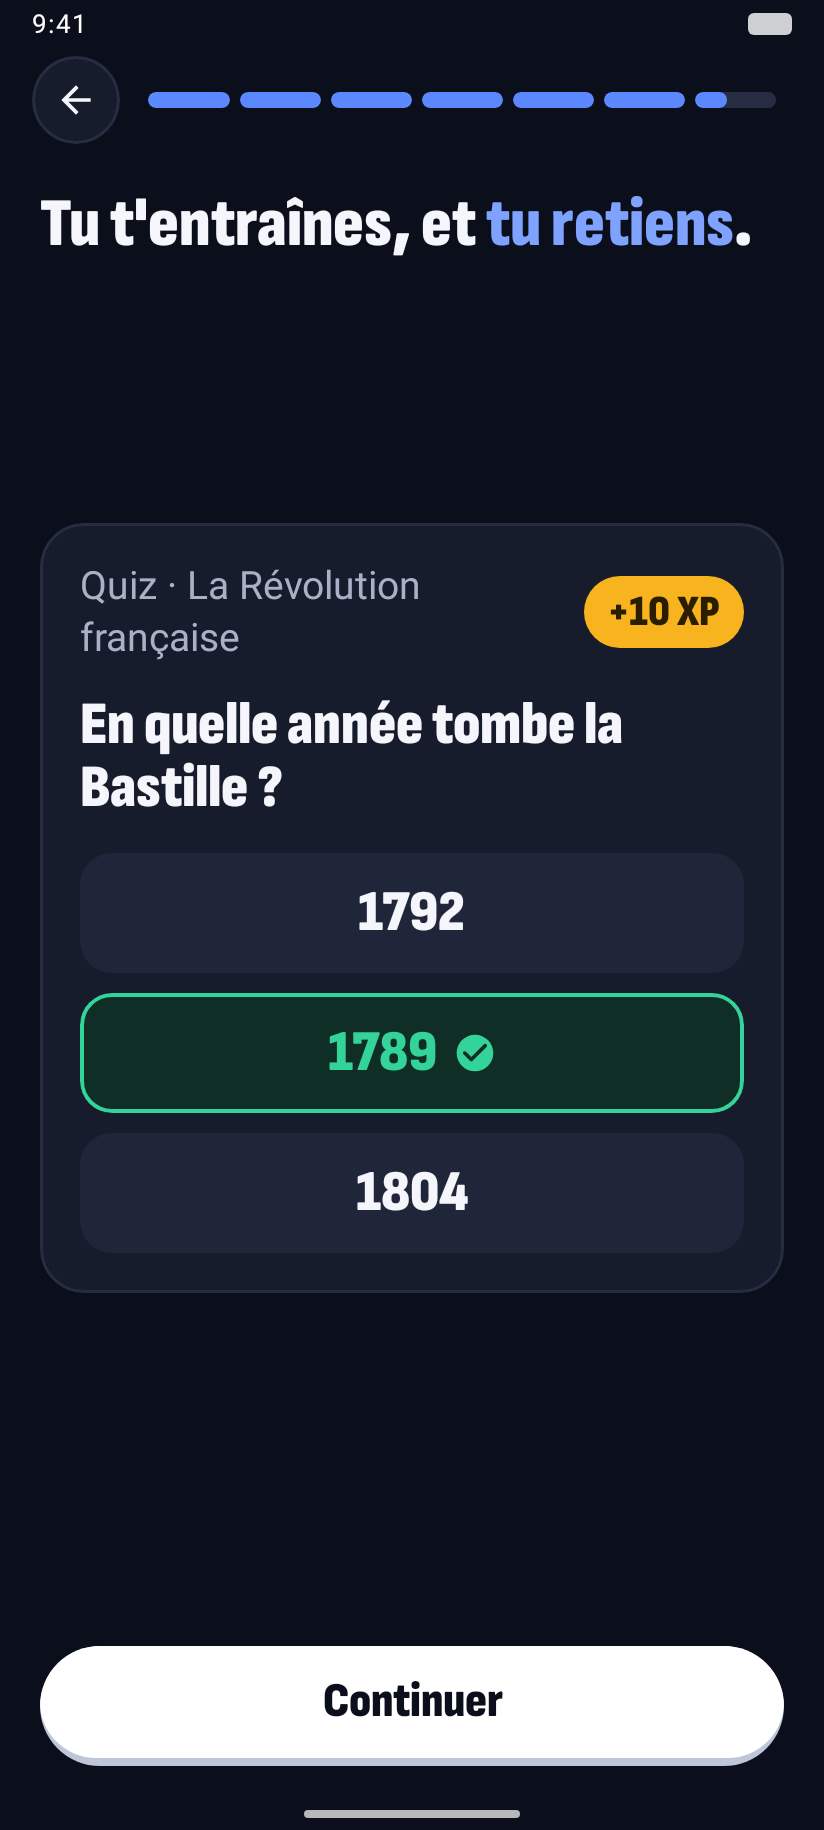 9:41
Tu t'entraînes, et tu retiens.
Quiz · La Révolution
française
+10 XP
En quelle année tombe la
Bastille ?
1792
1789
1804
Continuer